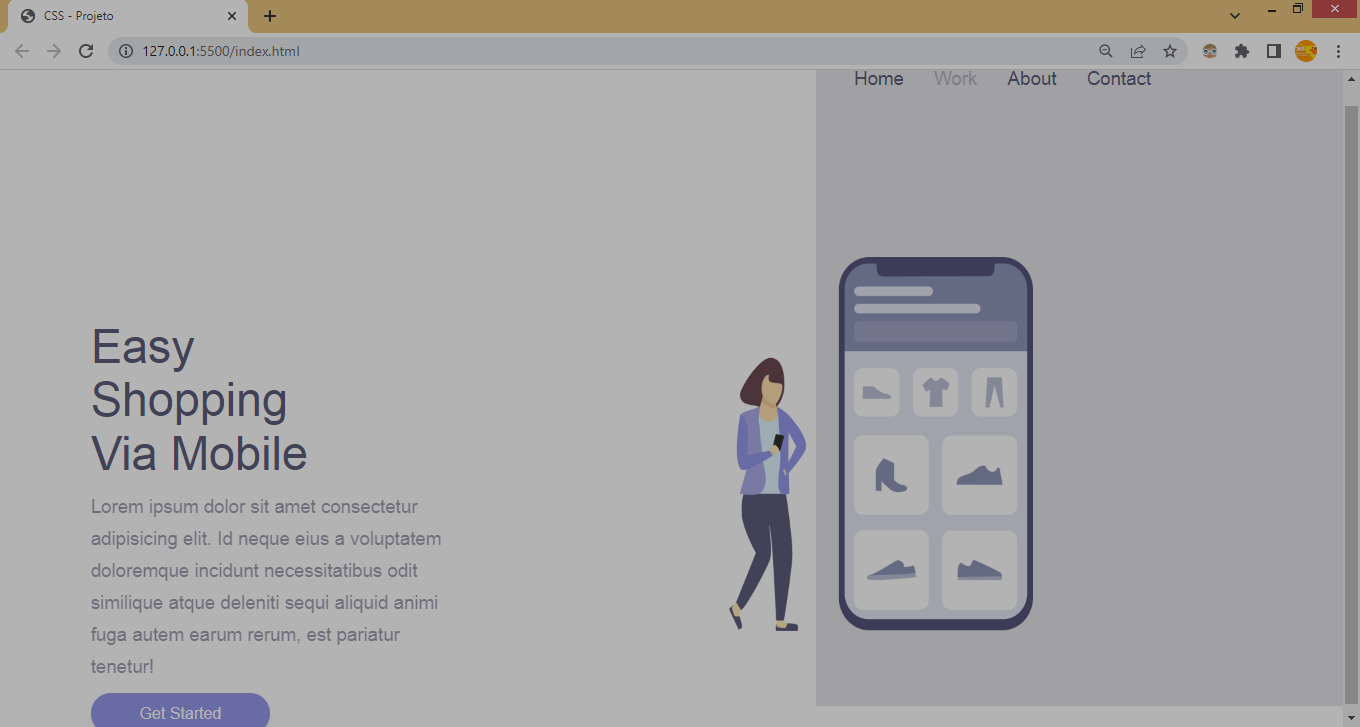 CSS - Projeto
127.0.0.1:5500/index.html
Home Work About Contact
Easy
Shopping
Via Mobile
Lorem ipsum dolor sit amet consectetur
adipisicing elit. Id neque eius a voluptatem
doloremque incidunt necessitatibus odit
similique atque deleniti sequi aliquid animi
fuga autem earum rerum, est pariatur
tenetur!
Get Started